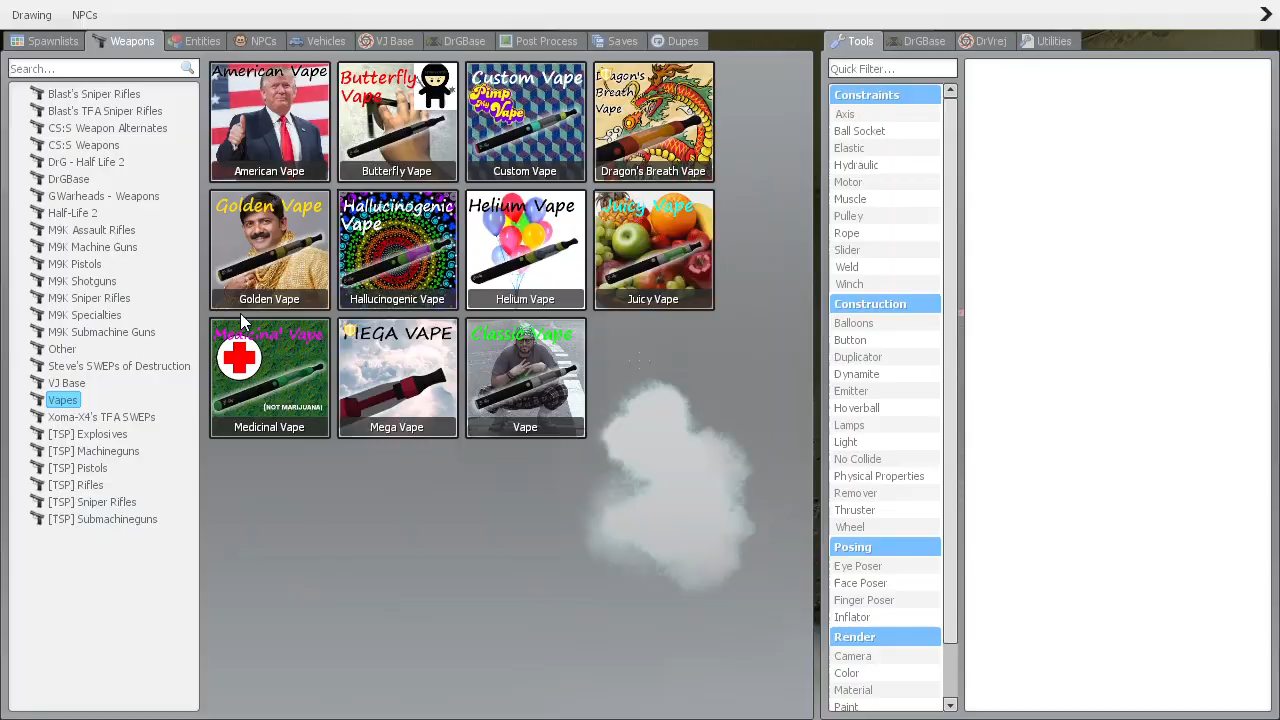 Drawing NPCs
Spawnlists Weapons Entities NPCs Vehicles VJ Base DrGBase Post Process Saves Dupes
Tools DrGBase DrVrej Utilities
Search...
Blast's Sniper Rifles
Blast's TFA Snipers
CS:S Weapon Alternates
CS:S Weapons
DrG - Half Life 2
DrGBase
GWarheads - Weapons
Half-Life 2
M9K Assault Rifles
M9K Machine Guns
M9K Pistols
M9K Shotguns
M9K Sniper Rifles
M9K Specialties
M9K Submachine Guns
Other
Steve's SWEPs of Destruction
VJ Base
Vapes
Xoma-X4's TFA SWEPs
[TSP] Explosives
[TSP] Machineguns
[TSP] Pistols
[TSP] Rifles
[TSP] Sniper Rifles
[TSP] Submachineguns
American Vape
American Vape
Butterfly
Vape
Butterfly Vape
Custom Vape
Pimp
My
Vape
Custom Vape
Dragon's
Breath
Vape
Dragon's Breath Vape
Golden Vape
Golden Vape
Hallucinogenic
Vape
Hallucinogenic Vape
Helium Vape
Helium Vape
Juicy Vape
Juicy Vape
Medicinal Vape
(NOT MARIJUANA)
Medicinal Vape
MEGA VAPE
Mega Vape
Classic Vape
Vape
Quick Filter...
Constraints
Axis
Ball Socket
Elastic
Hydraulic
Motor
Muscle
Pulley
Rope
Slider
Weld
Winch
Construction
Balloons
Button
Duplicator
Dynamite
Emitter
Hoverball
Lamps
Light
No Collide
Physical Properties
Remover
Thruster
Wheel
Posing
Eye Poser
Face Poser
Finger Poser
Inflator
Render
Camera
Color
Material
Paint